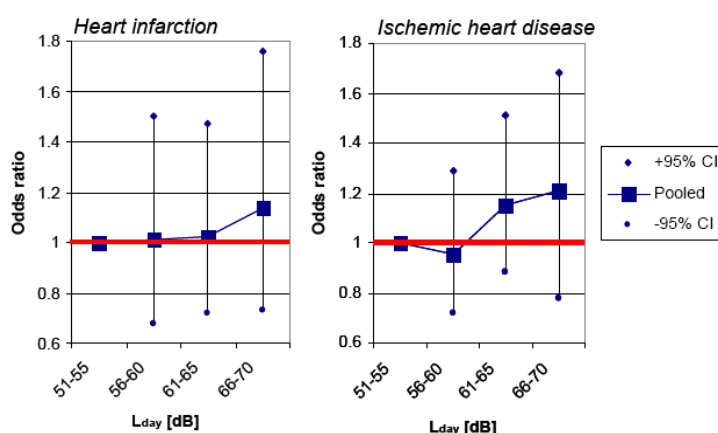 Heart infarction
Odds ratio
1.8
1.6
1.4
1.2
1
0.8
0.6
51-55
56-60
61-65
66-70
Lday [dB]
Ischemic heart disease
Odds ratio
1.8
1.6
1.4
1.2
1
0.8
0.6
51-55
56-60
61-65
66-70
Lday [dB]
+95% CI
Pooled
-95% CI